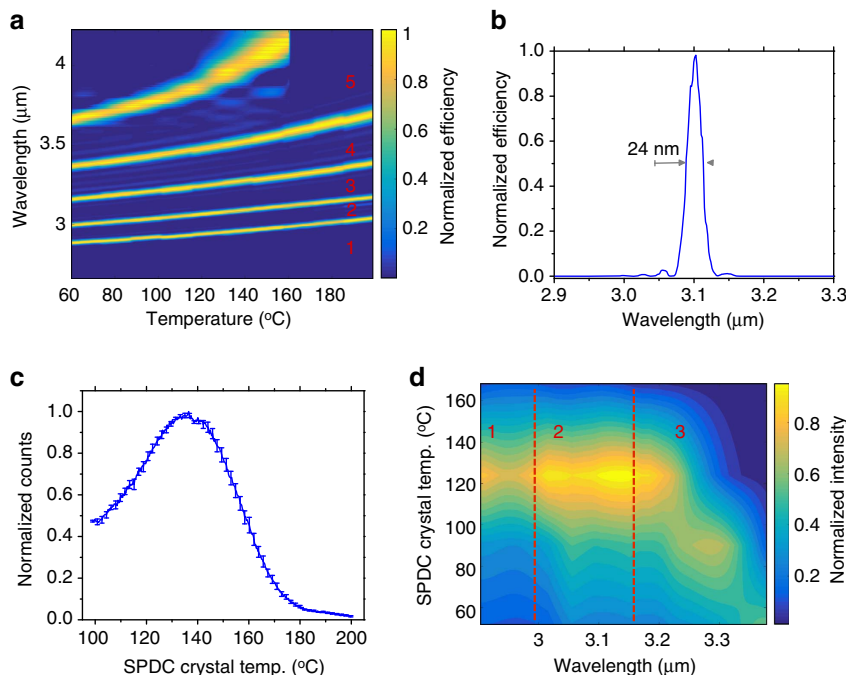 a
Wavelength (μm)
4
3.5
3
60 80 100 120 140 160 180
Temperature (°C)
5
4
3
2
1
1
0.8
0.6
0.4
0.2
Normalized efficiency
b
Normalized efficiency
1.0
0.8
0.6
0.4
0.2
0.0
24 nm
2.9 3.0 3.1 3.2 3.3
Wavelength (μm)
c
Normalized counts
1.0
0.8
0.6
0.4
0.2
0.0
100 120 140 160 180 200
SPDC crystal temp. (°C)
d
SPDC crystal temp. (°C)
160
140
120
100
80
60
1 2 3
3 3.1 3.2 3.3
Wavelength (μm)
0.8
0.6
0.4
0.2
Normalized intensity